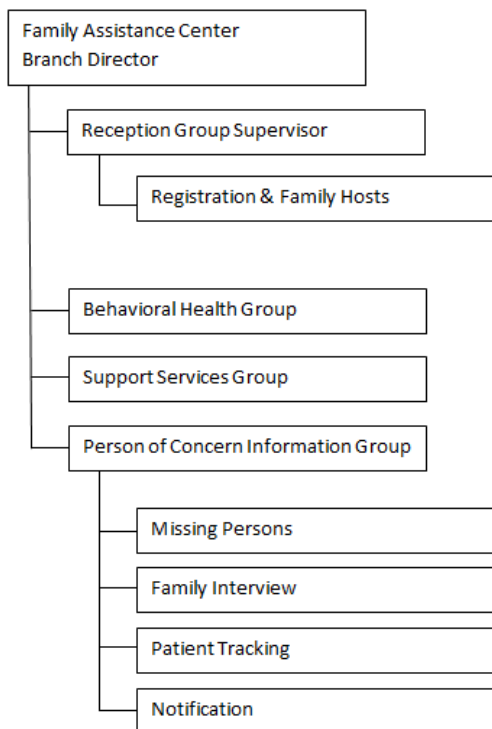 Family Assistance Center
Branch Director
Reception Group Supervisor
Registration & Family Hosts
Behavioral Health Group
Support Services Group
Person of Concern Information Group
Missing Persons
Family Interview
Patient Tracking
Notification